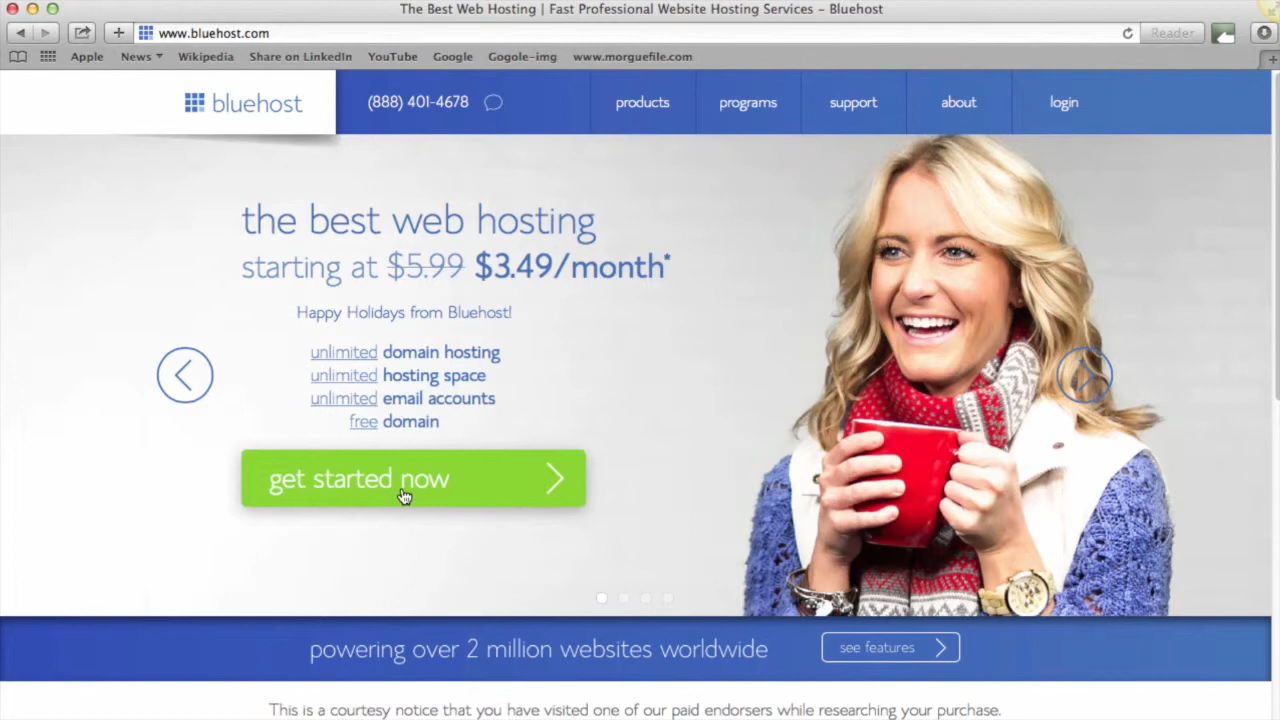 The Best Web Hosting | Fast Professional Website Hosting Services – Bluehost
www.bluehost.com
Reader
Apple News Wikipedia Share on LinkedIn YouTube Google Gogole-img www.morguefile.com
bluehost (888) 401-4678 products programs support about login
the best web hosting
starting at $5.99 $3.49/month*
Happy Holidays from Bluehost!
unlimited domain hosting
unlimited hosting space
unlimited email accounts
free domain
get started now
powering over 2 million websites worldwide see features
This is a courtesy notice that you have visited one of our paid endorsers while researching your purchase.